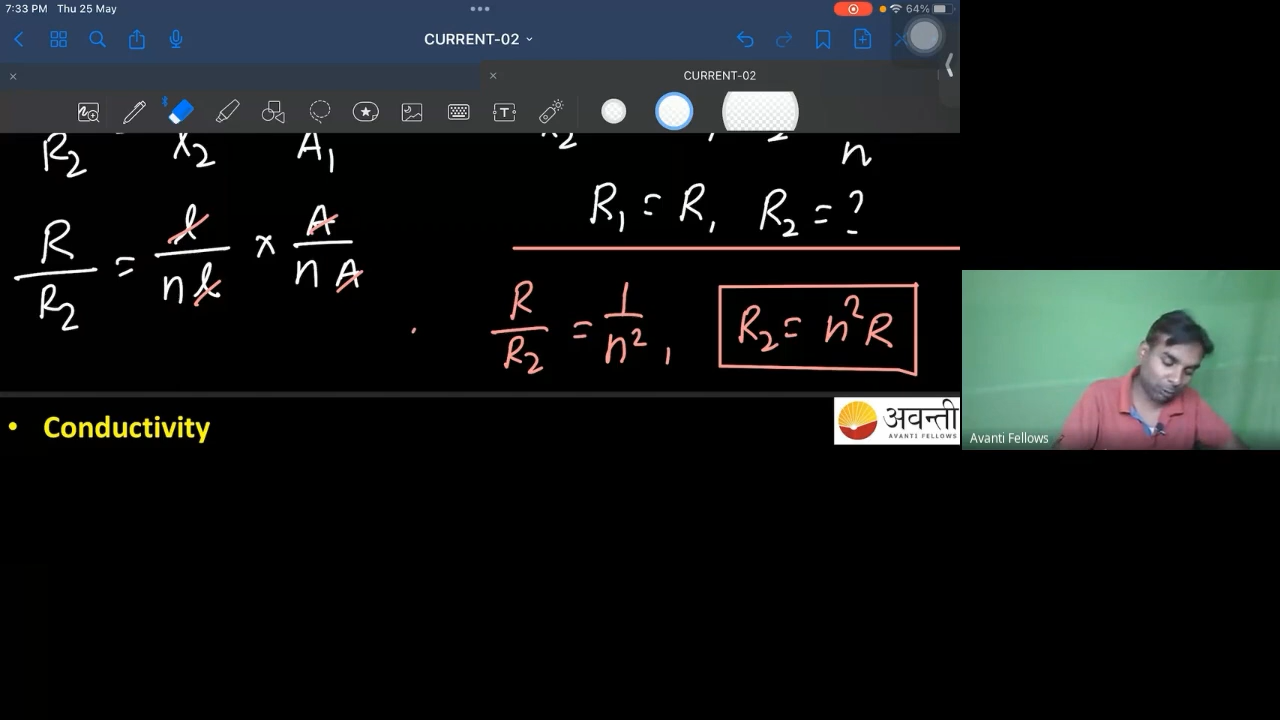 7:33 PM Thu 25 May
64%
CURRENT-02
CURRENT-02
R₂ l₂ A₁
n
R₁ = R, R₂ = ?
R/R₂ = l/nl × A/nA
R/R₂ = 1/n², R₂ = n²R
• Conductivity
अवन्ती
AVANTI FELLOWS
Avanti Fellows